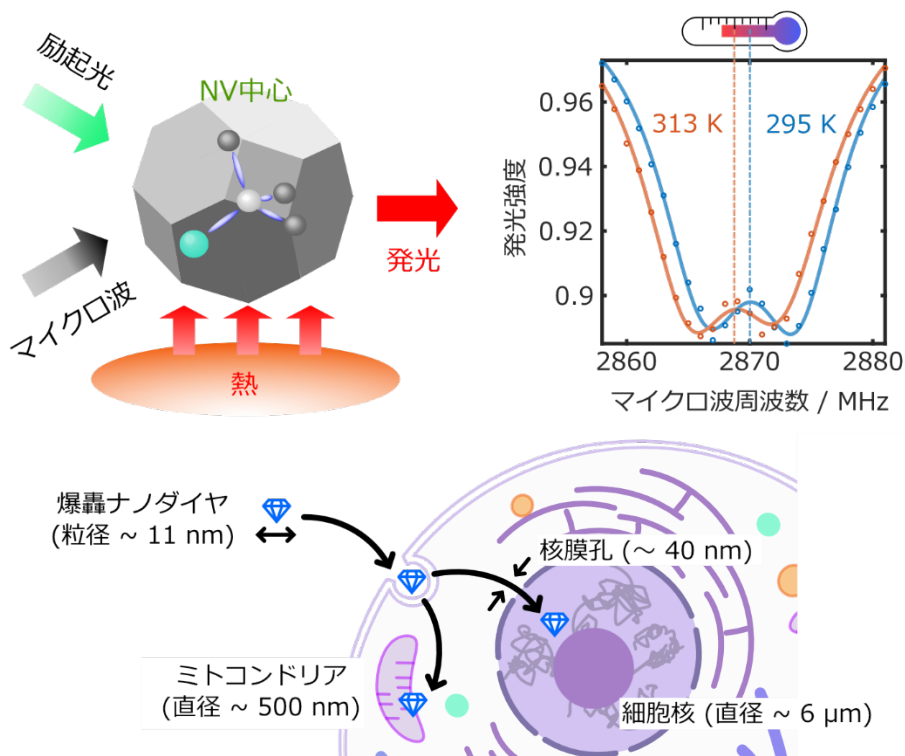 励起光
NV中心
マイクロ波
発光
熱
313 K
295 K
発光強度
0.96
0.94
0.92
0.9
2860
2870
2880
マイクロ波周波数 / MHz
爆轟ナノダイヤ
(粒径 ~ 11 nm)
核膜孔 (~ 40 nm)
ミトコンドリア
(直径 ~ 500 nm)
細胞核 (直径 ~ 6 μm)